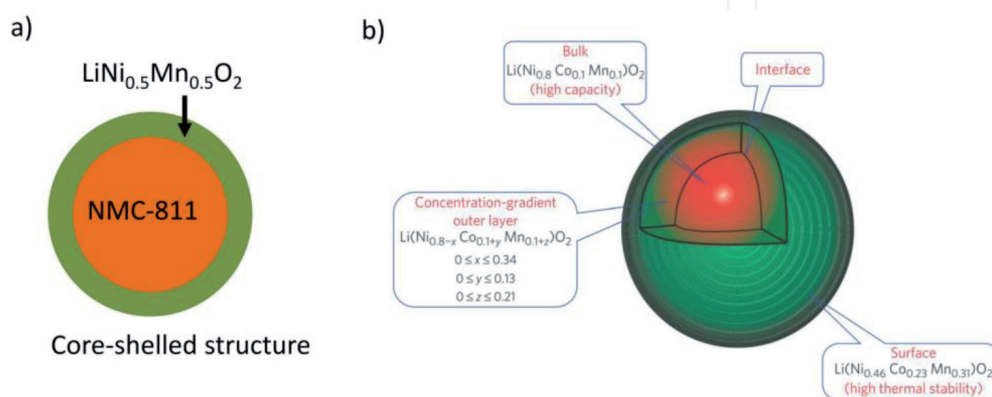 a)
LiNi₀.₅Mn₀.₅O₂
NMC-811
Core-shelled structure
b)
Bulk
Li(Ni₀.₈ Co₀.₁ Mn₀.₁)O₂
(high capacity)
Interface
Concentration-gradient
outer layer
Li(Ni₀.₈₋ₓ Co₀.₁₊y Mn₀.₁₊z)O₂
0 ≤ x ≤ 0.34
0 ≤ y ≤ 0.13
0 ≤ z ≤ 0.21
Surface
Li(Ni₀.₄₆ Co₀.₂₃ Mn₀.₃₁)O₂
(high thermal stability)